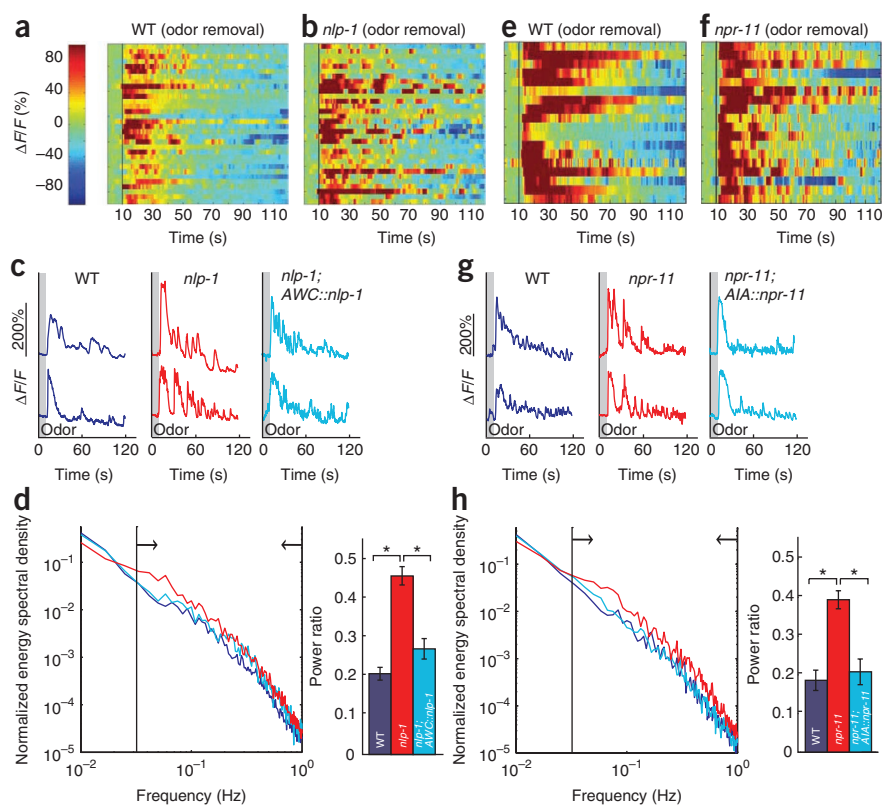 a
WT (odor removal)
80
40
0
–40
–80
ΔF/F (%)
10 30 50 70 90 110
Time (s)
b
nlp-1 (odor removal)
10 30 50 70 90 110
Time (s)
e
WT (odor removal)
10 30 50 70 90 110
Time (s)
f
npr-11 (odor removal)
10 30 50 70 90 110
Time (s)
c
WT
nlp-1
nlp-1;
AWC::nlp-1
200%
ΔF/F
Odor
Odor
Odor
0 60 120
0 60 120
0 60 120
Time (s)
Time (s)
Time (s)
g
WT
npr-11
npr-11;
AIA::npr-11
200%
ΔF/F
Odor
Odor
Odor
0 60 120
0 60 120
0 60 120
Time (s)
Time (s)
Time (s)
d
Normalized energy spectral density
10–1
10–2
10–3
10–4
10–5
10–2 10–1 100
Frequency (Hz)
Power ratio
0.5
0.4
0.3
0.2
0.1
0
* *
WT
nlp-1
nlp-1;
AWC::nlp-1
h
Normalized energy spectral density
10–1
10–2
10–3
10–4
10–5
10–2 10–1 100
Frequency (Hz)
Power ratio
0.5
0.4
0.3
0.2
0.1
0
* *
WT
npr-11
npr-11;
AIA::npr-11